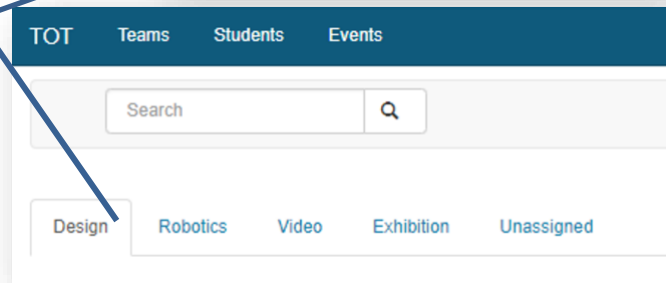 TOT Teams Students Events
Search
Design Robotics Video Exhibition Unassigned